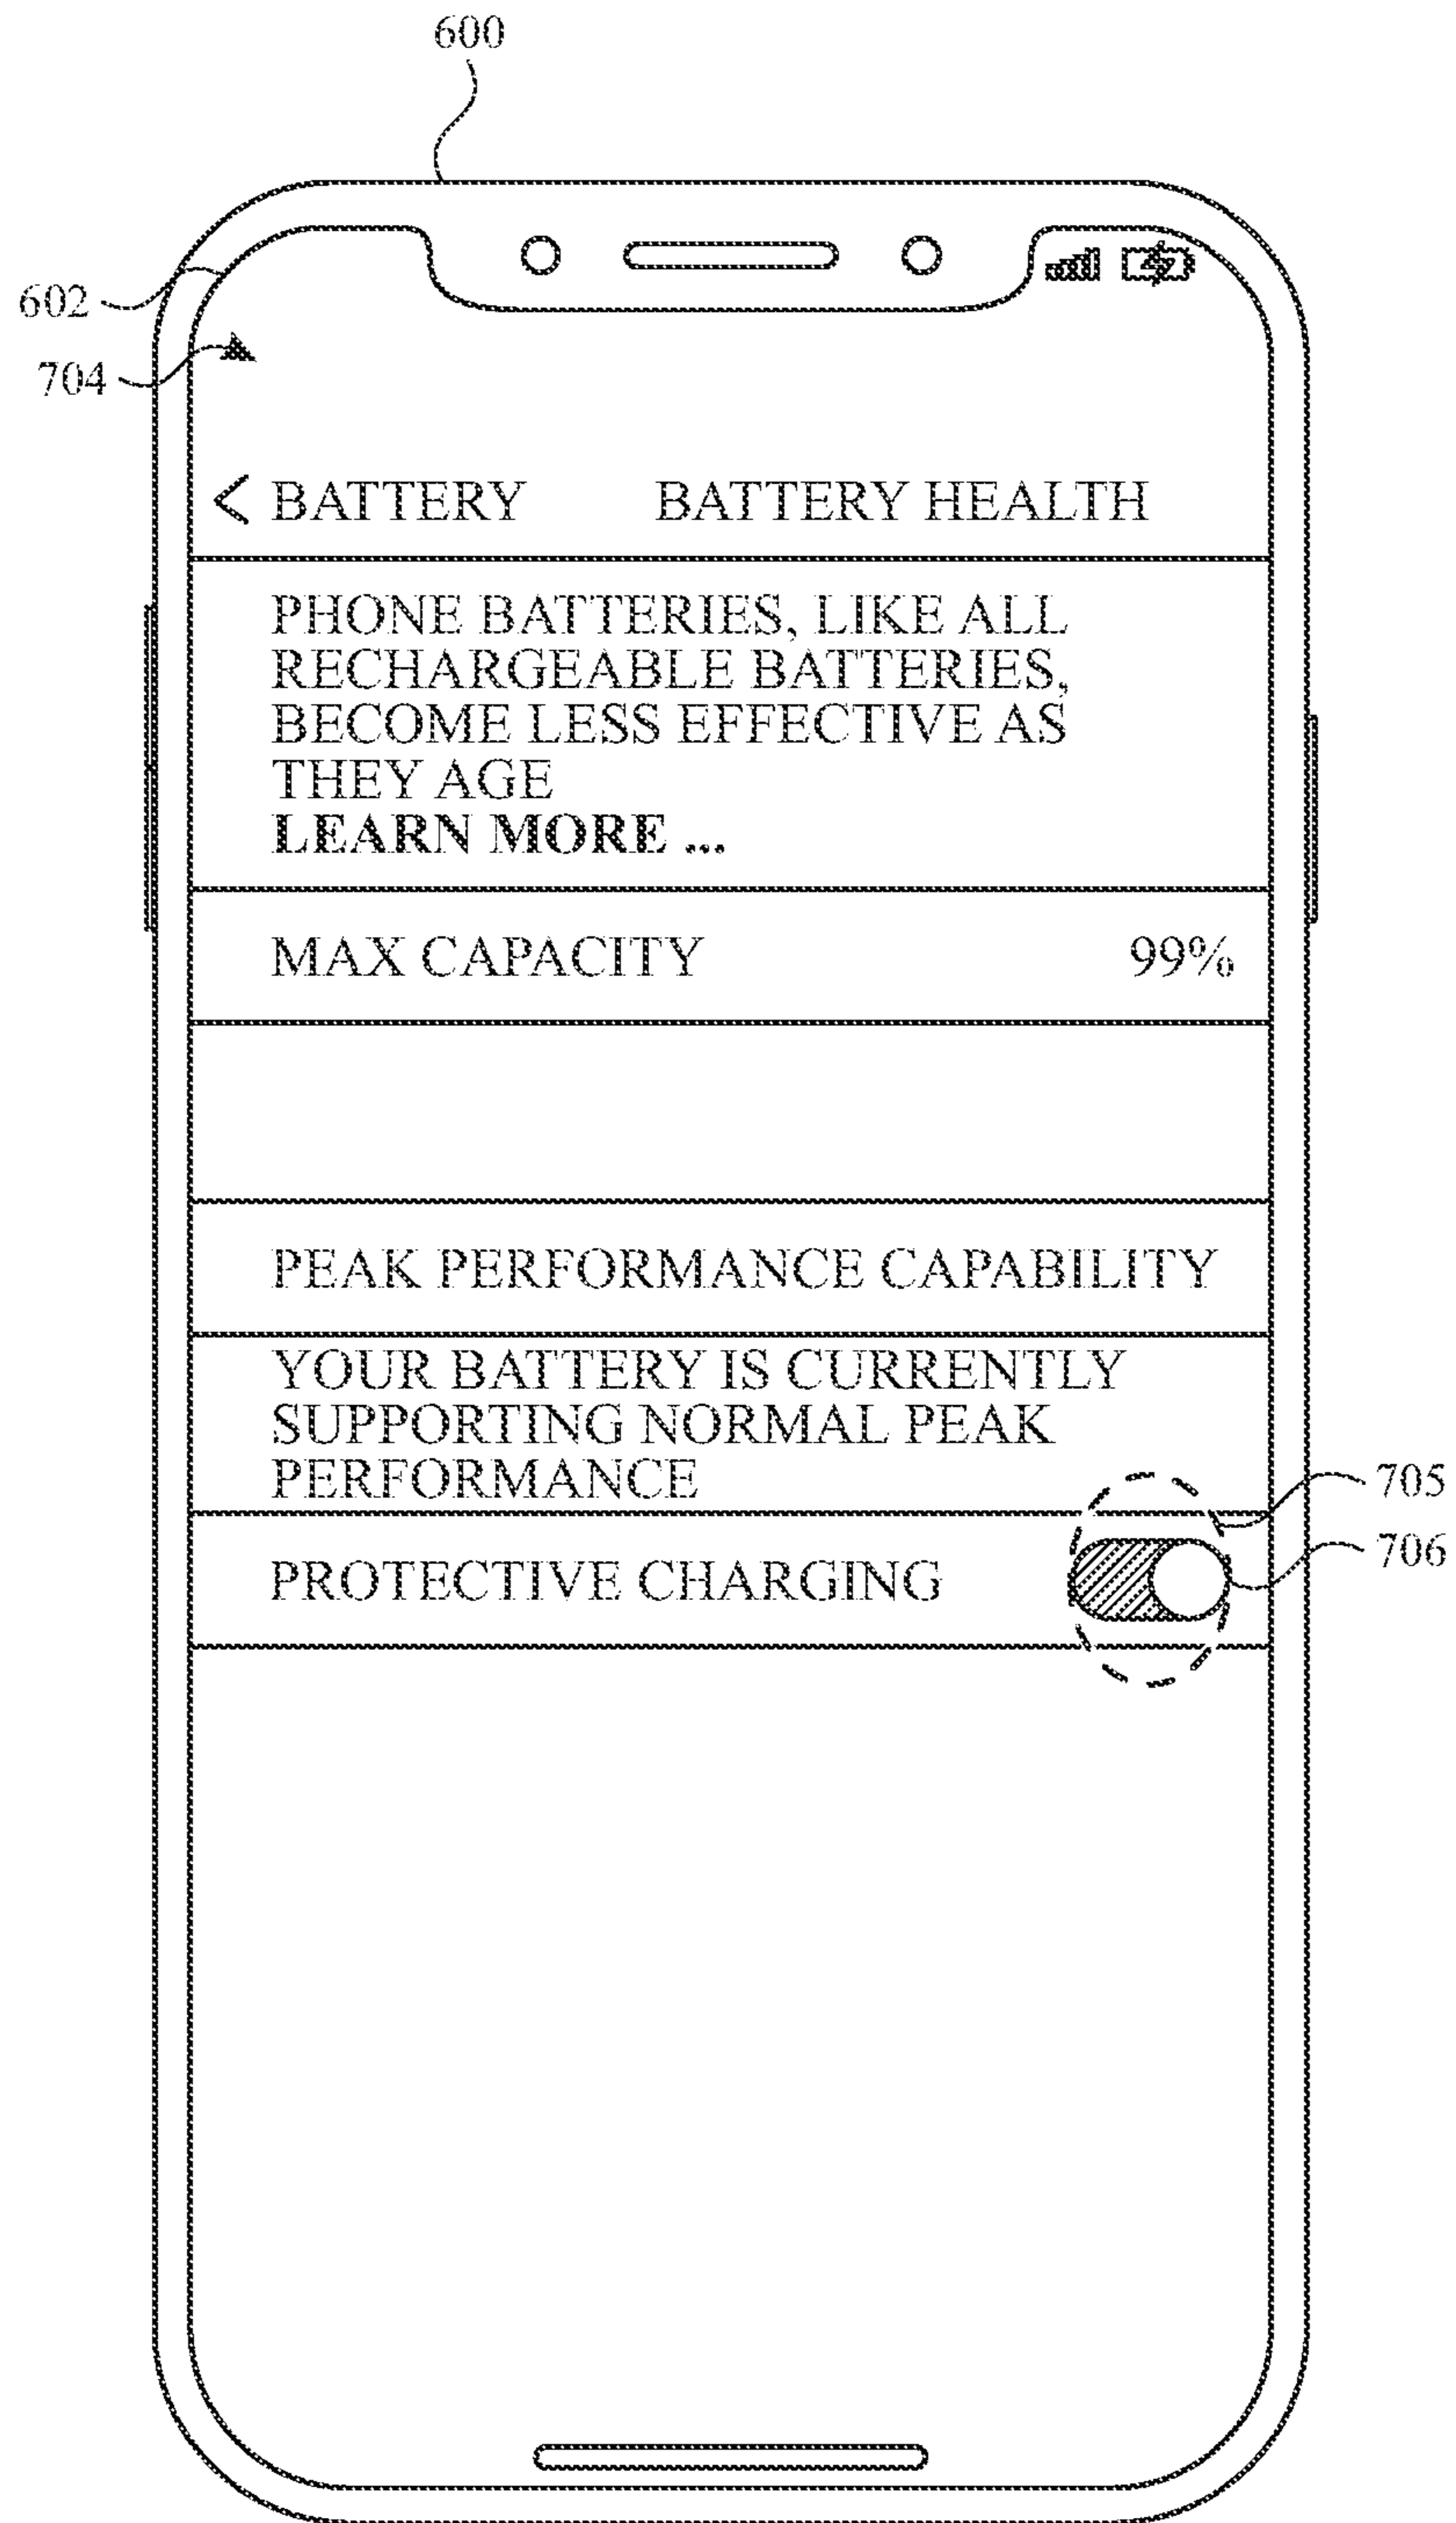 600
602
704
< BATTERY BATTERY HEALTH
PHONE BATTERIES, LIKE ALL
RECHARGEABLE BATTERIES,
BECOME LESS EFFECTIVE AS
THEY AGE
LEARN MORE ...
MAX CAPACITY 99%
PEAK PERFORMANCE CAPABILITY
YOUR BATTERY IS CURRENTLY
SUPPORTING NORMAL PEAK
PERFORMANCE
705
PROTECTIVE CHARGING
706